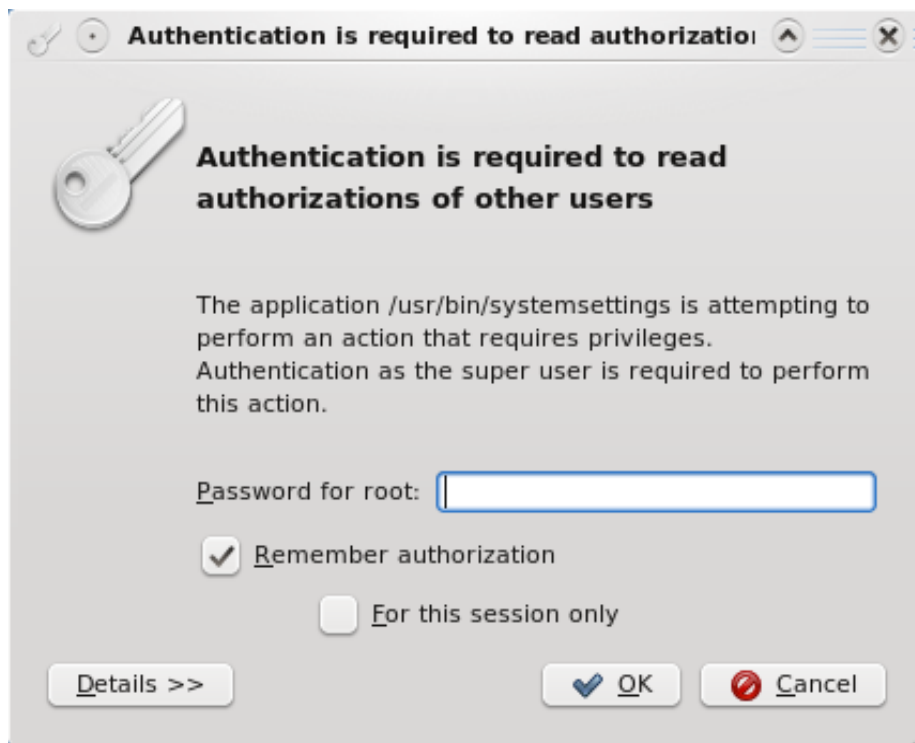 Authentication is required to read authorizatio
Authentication is required to read
authorizations of other users
The application /usr/bin/systemsettings is attempting to
perform an action that requires privileges.
Authentication as the super user is required to perform
this action.
Password for root:
Remember authorization
For this session only
Details >>
OK
Cancel